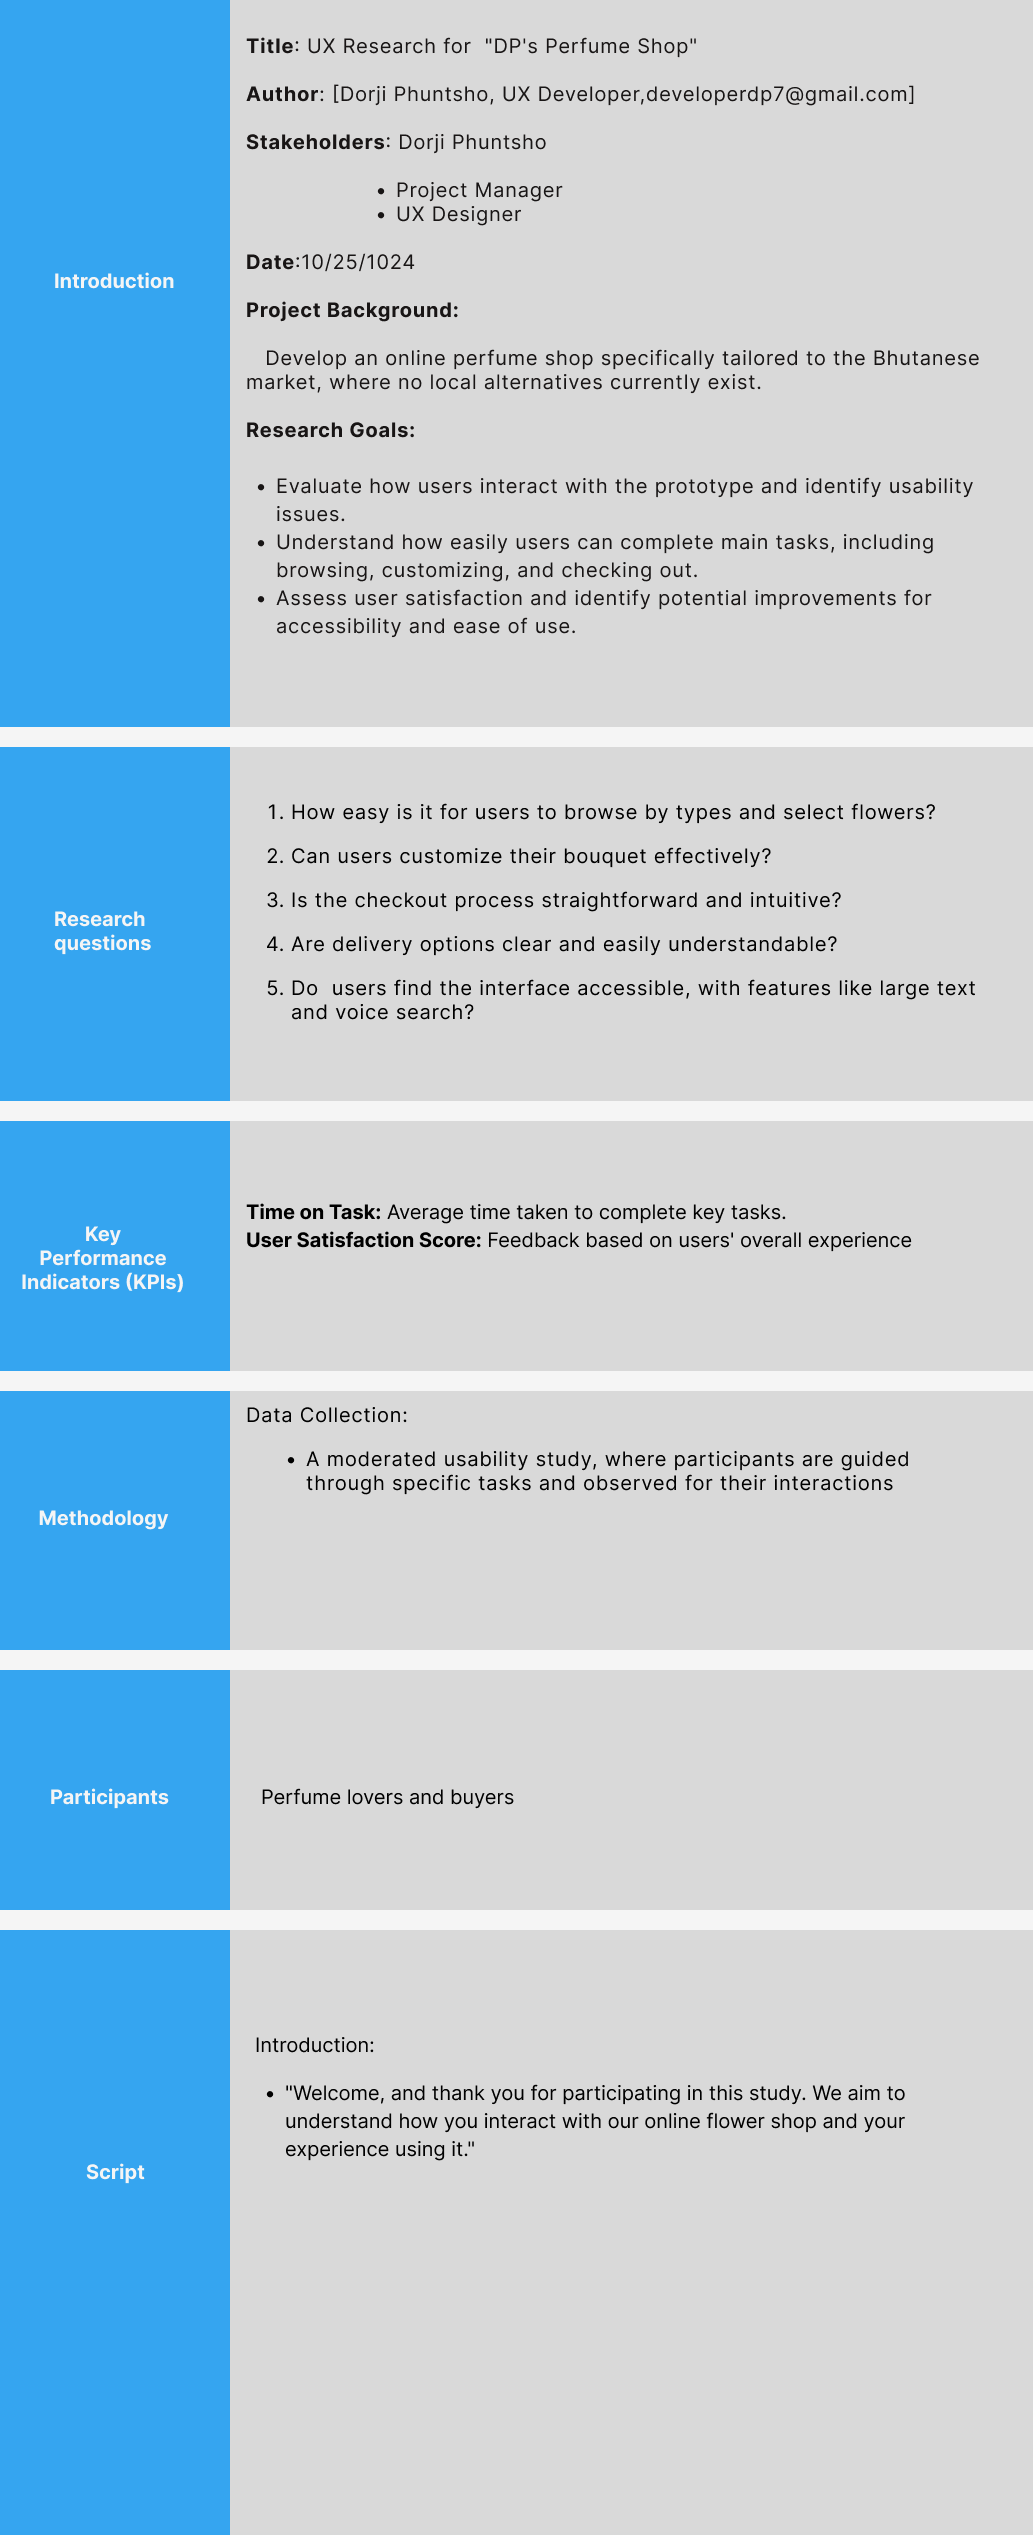 Introduction
Title: UX Research for  "DP's Perfume Shop"
Author: [Dorji Phuntsho, UX Developer,developerdp7@gmail.com]
Stakeholders: Dorji Phuntsho
• Project Manager
• UX Designer
Date:10/25/1024
Project Background:
Develop an online perfume shop specifically tailored to the Bhutanese
market, where no local alternatives currently exist.
Research Goals:
• Evaluate how users interact with the prototype and identify usability
issues.
• Understand how easily users can complete main tasks, including
browsing, customizing, and checking out.
• Assess user satisfaction and identify potential improvements for
accessibility and ease of use.
Research
questions
1. How easy is it for users to browse by types and select flowers?
2. Can users customize their bouquet effectively?
3. Is the checkout process straightforward and intuitive?
4. Are delivery options clear and easily understandable?
5. Do  users find the interface accessible, with features like large text
and voice search?
Key
Performance
Indicators (KPIs)
Time on Task: Average time taken to complete key tasks.
User Satisfaction Score: Feedback based on users' overall experience
Methodology
Data Collection:
• A moderated usability study, where participants are guided
through specific tasks and observed for their interactions
Participants
Perfume lovers and buyers
Script
Introduction:
• "Welcome, and thank you for participating in this study. We aim to
understand how you interact with our online flower shop and your
experience using it."